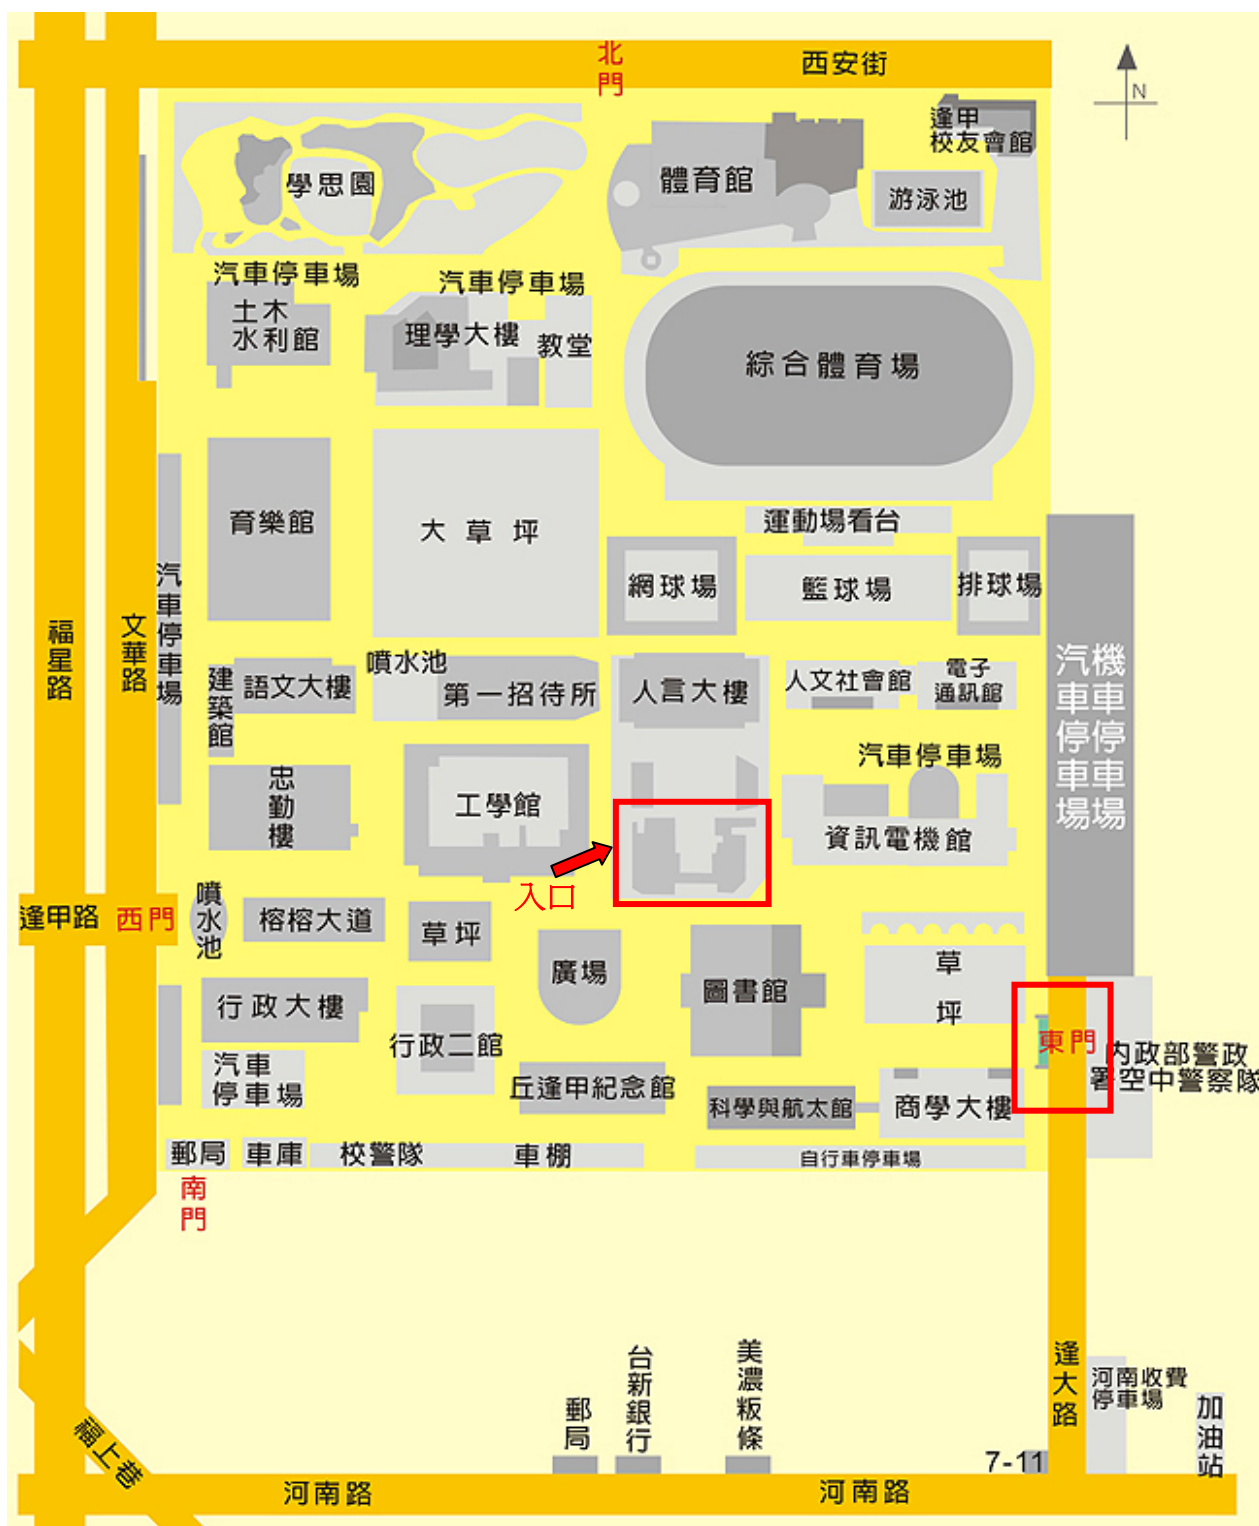 北門
西安街
N
逢甲
校友會館
學思園
體育館
游泳池
汽車停車場
汽車停車場
土木
水利館
理學大樓
教堂
綜合體育場
育樂館
大草坪
運動場看台
網球場
籃球場
排球場
汽車停車場
福星路
文華路
機車停車場
汽車停車場
建築館
語文大樓
噴水池
第一招待所
人言大樓
人文社會館
電子
通訊館
忠勤樓
工學館
汽車停車場
資訊電機館
入口
逢甲路
西門
噴水池
榕榕大道
草坪
廣場
圖書館
草坪
行政大樓
行政二館
東門
內政部警政
署空中警察隊
汽車
停車場
丘逢甲紀念館
科學與航太館
商學大樓
郵局
車庫
校警隊
車棚
自行車停車場
南門
逢大路
河南收費
停車場
加油站
郵局
台新銀行
美濃粄條
7-11
福上巷
河南路
河南路